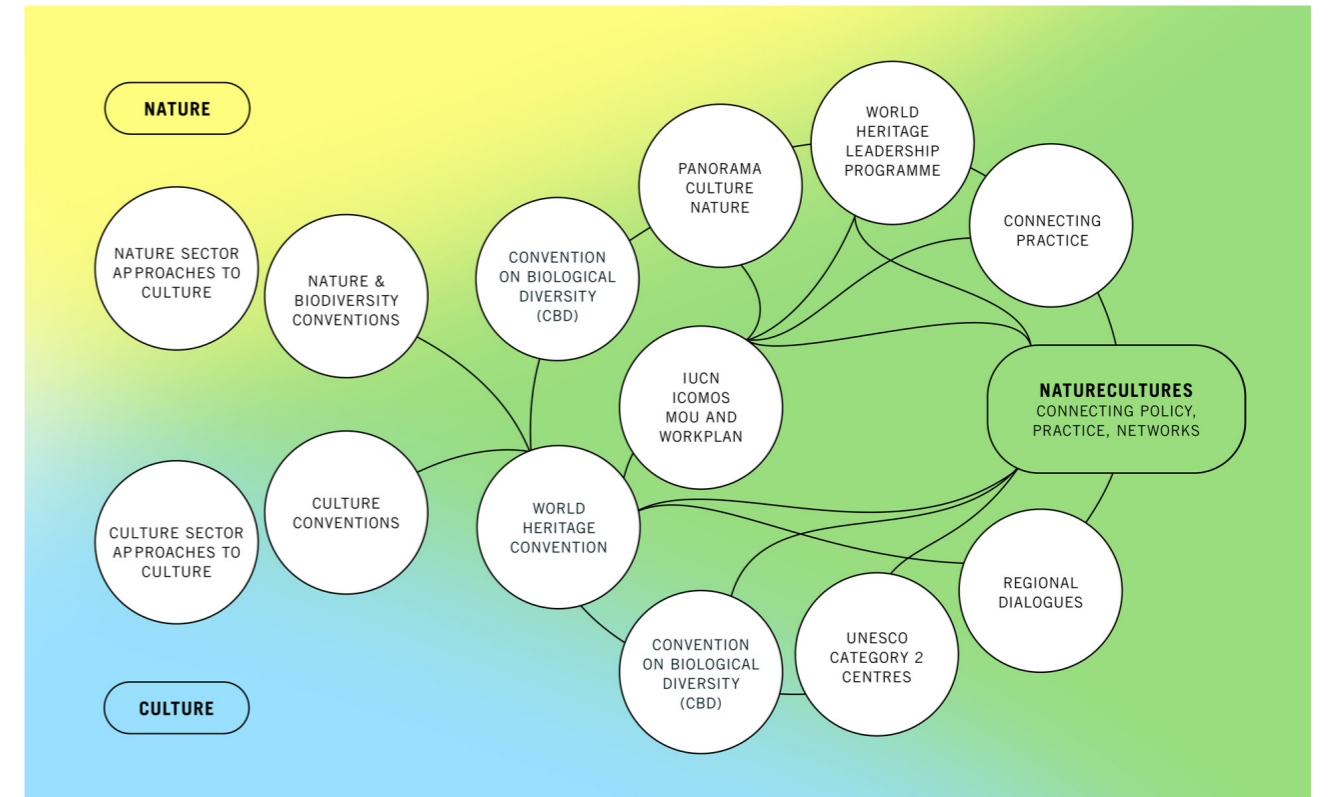 NATURE
NATURE SECTOR
APPROACHES TO
CULTURE
NATURE &
BIODIVERSITY
CONVENTIONS
CONVENTION
ON BIOLOGICAL
DIVERSITY
(CBD)
PANORAMA
CULTURE
NATURE
WORLD
HERITAGE
LEADERSHIP
PROGRAMME
CONNECTING
PRACTICE
IUCN
ICOMOS
MOU AND
WORKPLAN
NATURECULTURES
CONNECTING POLICY,
PRACTICE, NETWORKS
CULTURE SECTOR
APPROACHES TO
CULTURE
CULTURE
CONVENTIONS
WORLD
HERITAGE
CONVENTION
CONVENTION
ON BIOLOGICAL
DIVERSITY
(CBD)
UNESCO
CATEGORY 2
CENTRES
REGIONAL
DIALOGUES
CULTURE